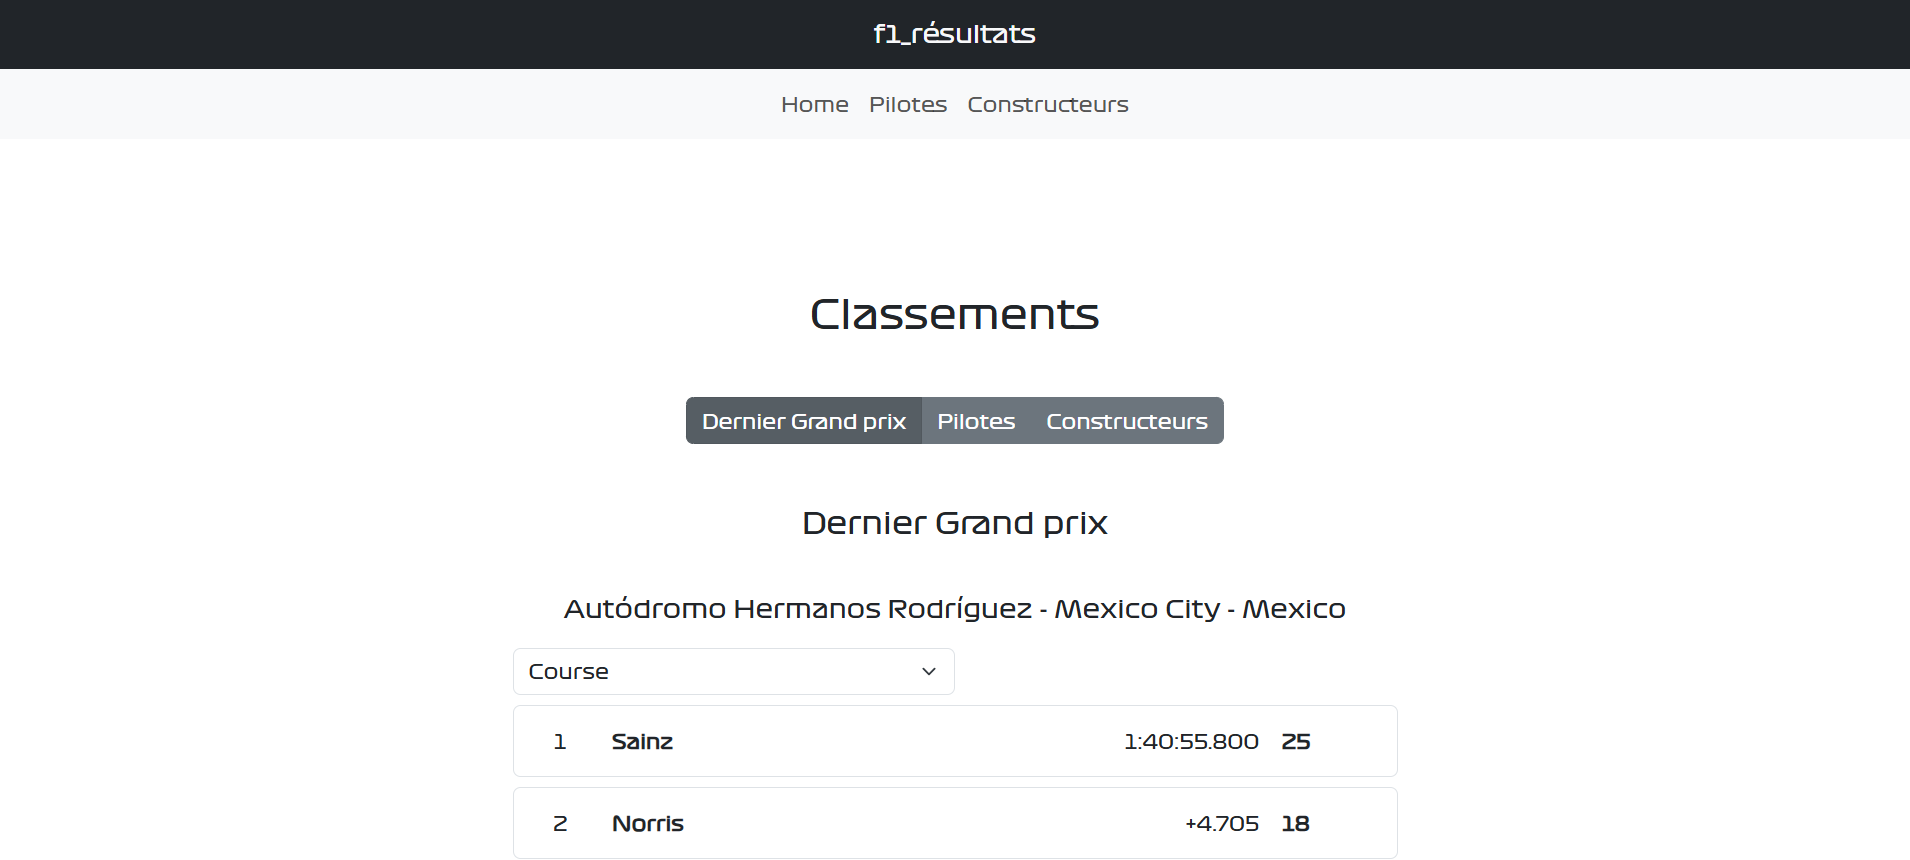 f1_résultats
Home Pilotes Constructeurs
Classements
Dernier Grand prix Pilotes Constructeurs
Dernier Grand prix
Autódromo Hermanos Rodríguez - Mexico City - Mexico
Course
1 Sainz 1:40:55.800 25
2 Norris +4.705 18